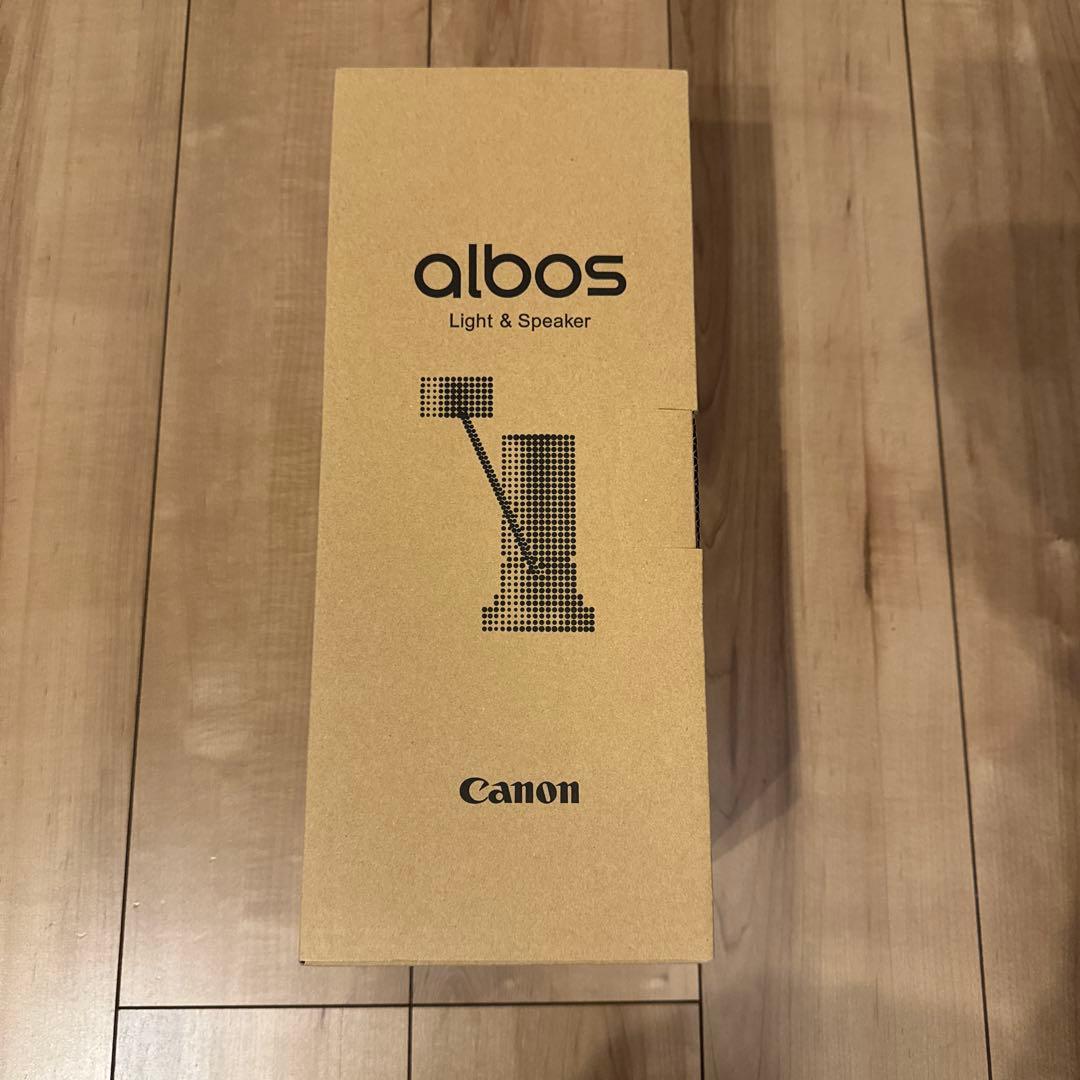 albos
Light & Speaker
Canon